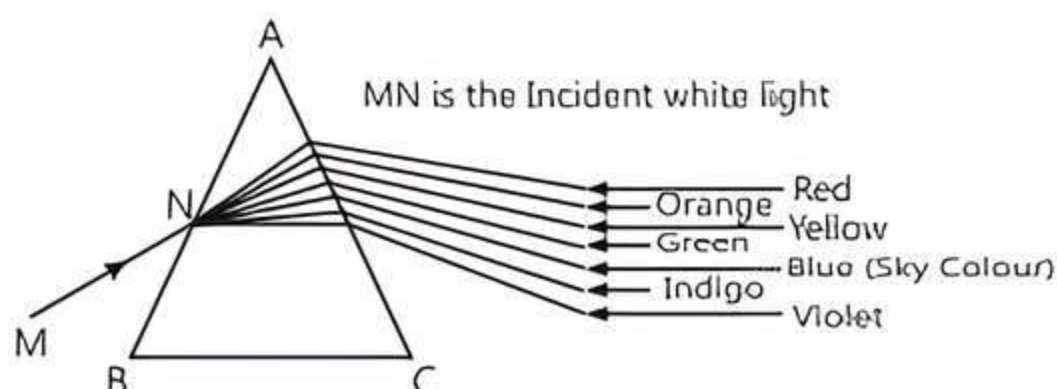 A
MN is the Incident white light
N
Red
Orange
Yellow
Green
Blue (Sky Colour)
Indigo
Violet
M
B
C